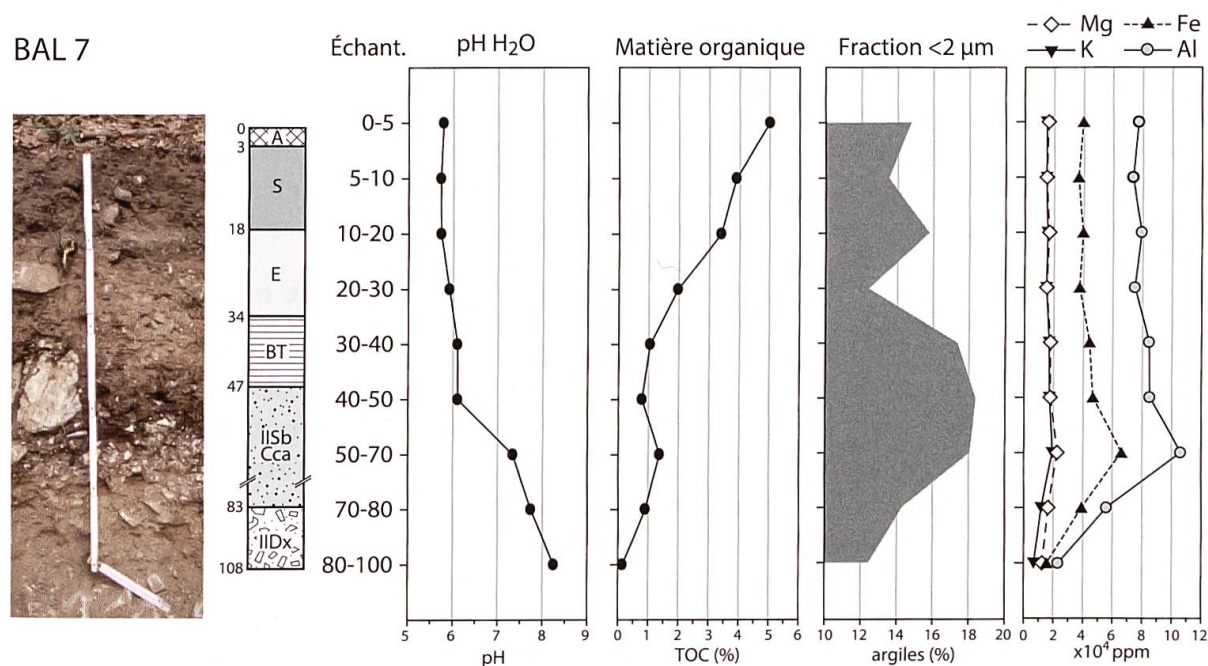 BAL 7
Échant.
pH H₂O
Matière organique
Fraction <2 µm
Mg
Fe
K
Al
0
A
3
S
18
E
34
BT
47
IISb
Cca
83
IIDx
108
0-5
5-10
10-20
20-30
30-40
40-50
50-70
70-80
80-100
5 6 7 8 9
pH
0 1 2 3 4 5 6
TOC (%)
10 12 14 16 18 20
argiles (%)
0 2 4 6 8 10 12
x10⁴ ppm